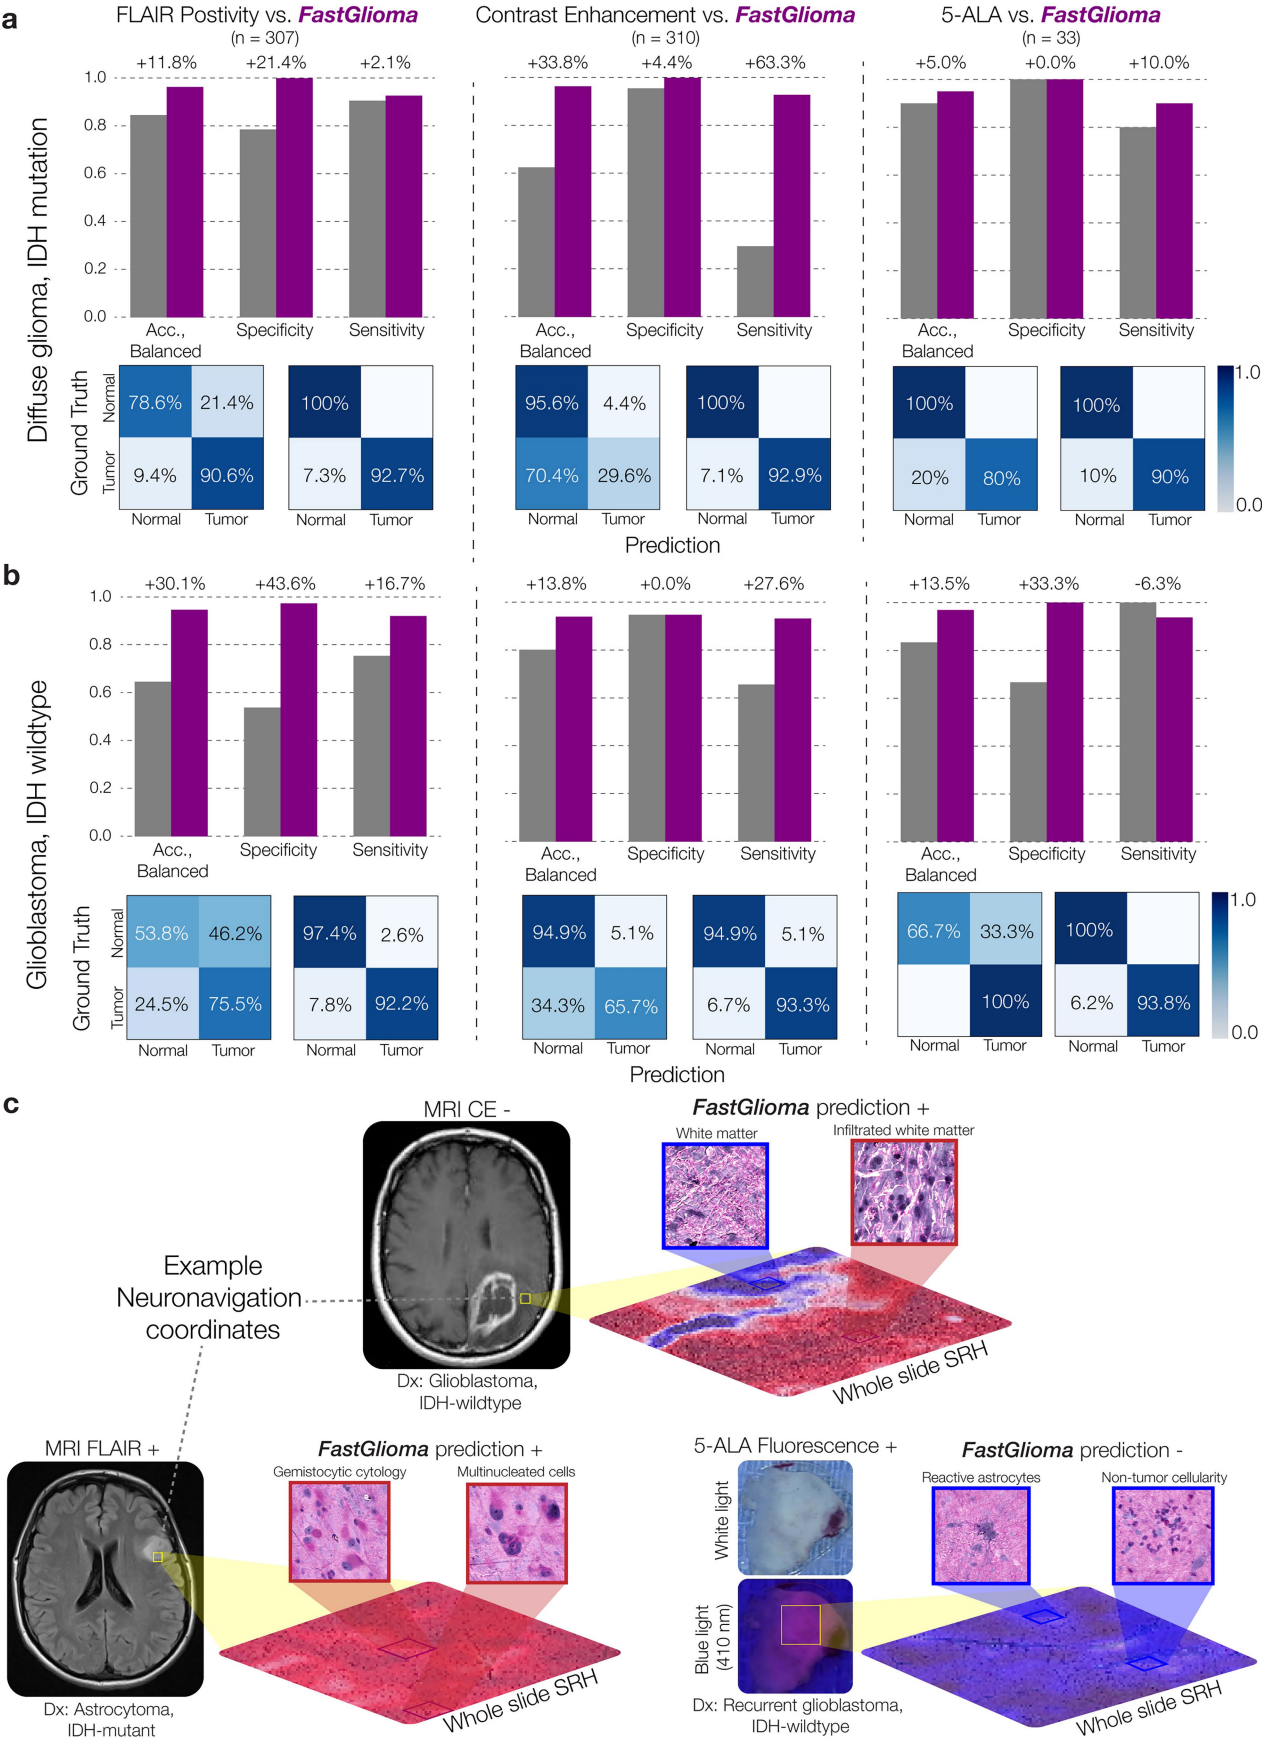 a
FLAIR Postivity vs. FastGlioma
(n = 307)
Contrast Enhancement vs. FastGlioma
(n = 310)
5-ALA vs. FastGlioma
(n = 33)
Diffuse glioma, IDH mutation
+11.8% +21.4% +2.1%
1.0
0.8
0.6
0.4
0.2
0.0
Acc., Balanced
Specificity
Sensitivity
+33.8% +4.4% +63.3%
Acc., Balanced
Specificity
Sensitivity
+5.0% +0.0% +10.0%
Acc., Balanced
Specificity
Sensitivity
Ground Truth
Normal
Tumor
78.6% 21.4%
9.4% 90.6%
Normal Tumor
100%
7.3% 92.7%
Normal Tumor
95.6% 4.4%
70.4% 29.6%
Normal Tumor
100%
7.1% 92.9%
Normal Tumor
100%
20% 80%
Normal Tumor
100%
10% 90%
Normal Tumor
1.0
0.0
Prediction
b
Glioblastoma, IDH wildtype
+30.1% +43.6% +16.7%
1.0
0.8
0.6
0.4
0.2
0.0
Acc., Balanced
Specificity
Sensitivity
+13.8% +0.0% +27.6%
Acc., Balanced
Specificity
Sensitivity
+13.5% +33.3% -6.3%
Acc., Balanced
Specificity
Sensitivity
Ground Truth
Normal
Tumor
53.8% 46.2%
24.5% 75.5%
Normal Tumor
97.4% 2.6%
7.8% 92.2%
Normal Tumor
94.9% 5.1%
34.3% 65.7%
Normal Tumor
94.9% 5.1%
6.7% 93.3%
Normal Tumor
66.7% 33.3%
100%
Normal Tumor
100%
6.2% 93.8%
Normal Tumor
1.0
0.0
Prediction
c
MRI CE -
Dx: Glioblastoma,
IDH-wildtype
FastGlioma prediction +
White matter
Infiltrated white matter
Whole slide SRH
Example
Neuronavigation
coordinates
MRI FLAIR +
Dx: Astrocytoma,
IDH-mutant
FastGlioma prediction +
Gemistocytic cytology
Multinucleated cells
Whole slide SRH
5-ALA Fluorescence +
White light
Blue light
(410 nm)
Dx: Recurrent glioblastoma,
IDH-wildtype
FastGlioma prediction -
Reactive astrocytes
Non-tumor cellularity
Whole slide SRH